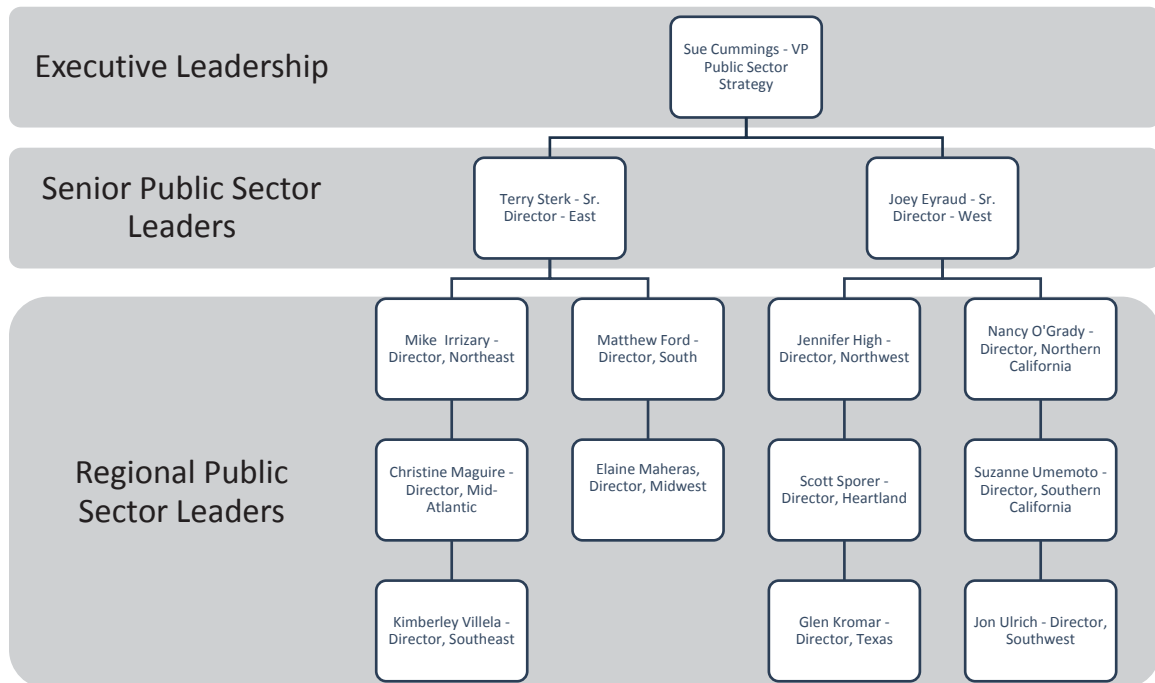 Executive Leadership
Sue Cummings - VP
Public Sector
Strategy
Senior Public Sector
Leaders
Terry Sterk - Sr.
Director - East
Joey Eyraud - Sr.
Director - West
Regional Public
Sector Leaders
Mike  Irrizary -
Director, Northeast
Matthew Ford -
Director, South
Jennifer High -
Director, Northwest
Nancy O'Grady -
Director, Northern
California
Christine Maguire -
Director, Mid-
Atlantic
Elaine Maheras,
Director, Midwest
Scott Sporer -
Director, Heartland
Suzanne Umemoto -
Director, Southern
California
Kimberley Villela -
Director, Southeast
Glen Kromar -
Director, Texas
Jon Ulrich - Director,
Southwest